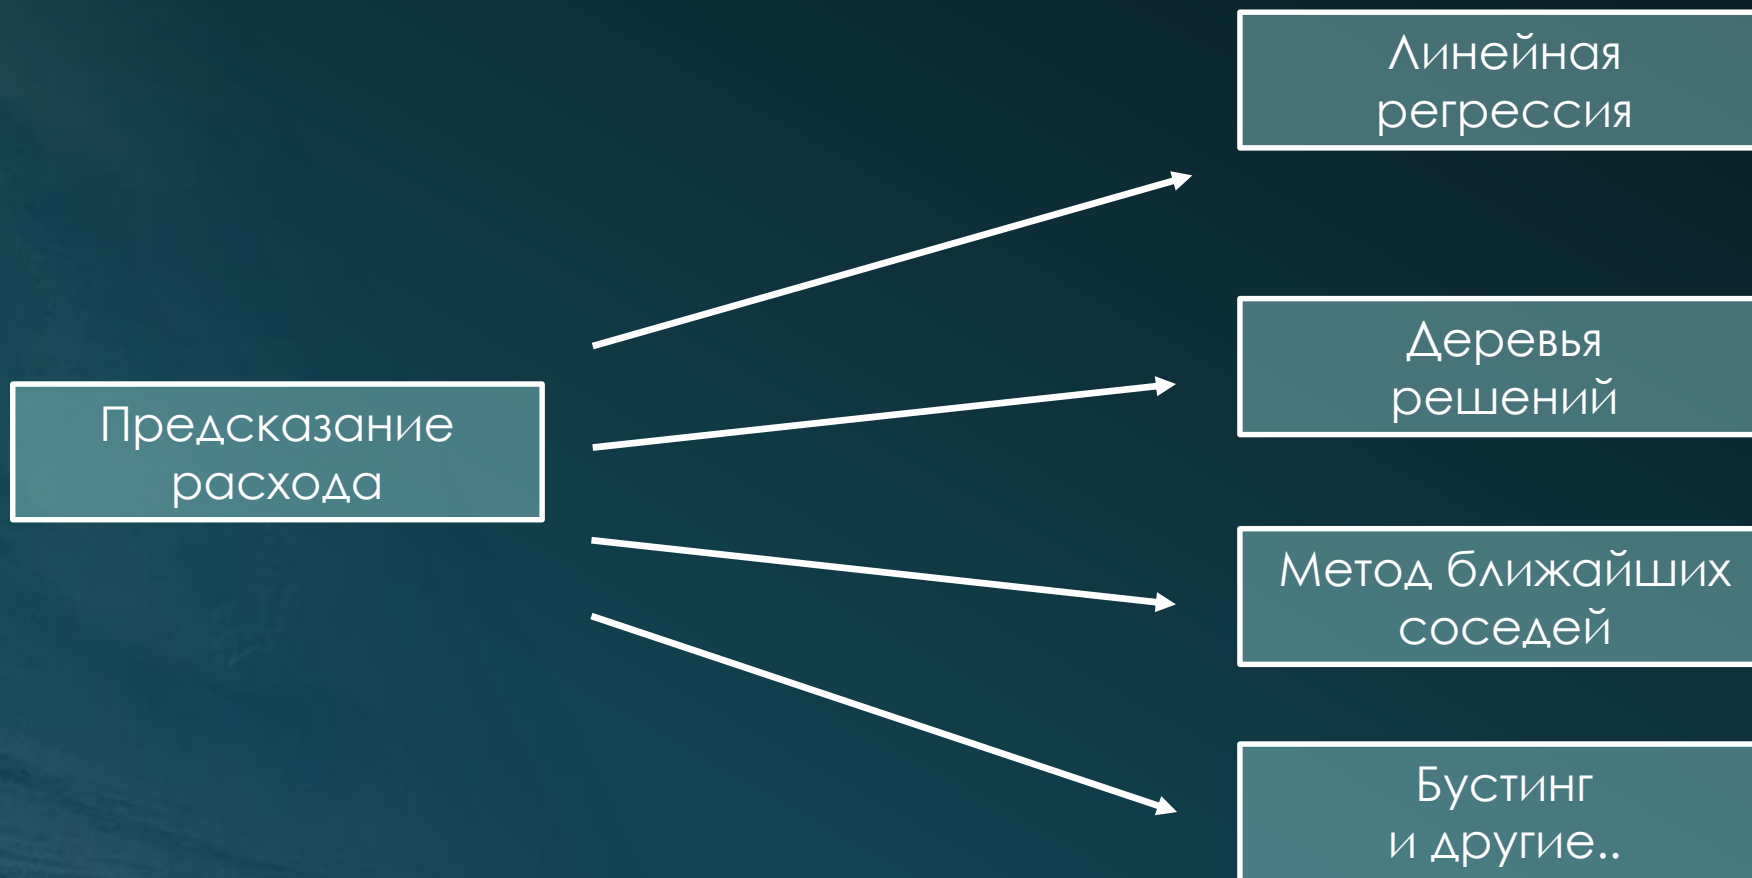 Линейная
регрессия
Деревья
решений
Предсказание
расхода
Метод ближайших
соседей
Бустинг
и другие..